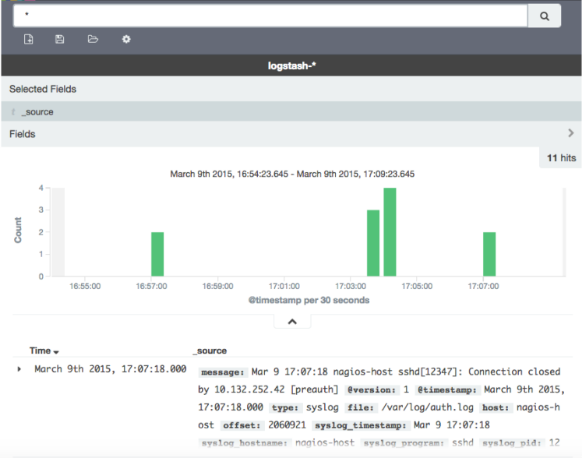 *
logstash-*
Selected Fields
t _source
Fields
11 hits
March 9th 2015, 16:54:23.645 - March 9th 2015, 17:09:23.645
Count
4
3
2
1
0
16:55:00 16:57:00 16:59:00 17:01:00 17:03:00 17:05:00 17:07:00
@timestamp per 30 seconds
Time _source
March 9th 2015, 17:07:18.000 message: Mar 9 17:07:18 nagios-host sshd[12347]: Connection closed
by 10.132.252.42 [preauth] @version: 1 @timestamp: March 9th 2015,
17:07:18.000 type: syslog file: /var/log/auth.log host: nagios-h
ost offset: 2060921 syslog_timestamp: Mar 9 17:07:18
syslog_hostname: nagios-host syslog_program: sshd syslog_pid: 12